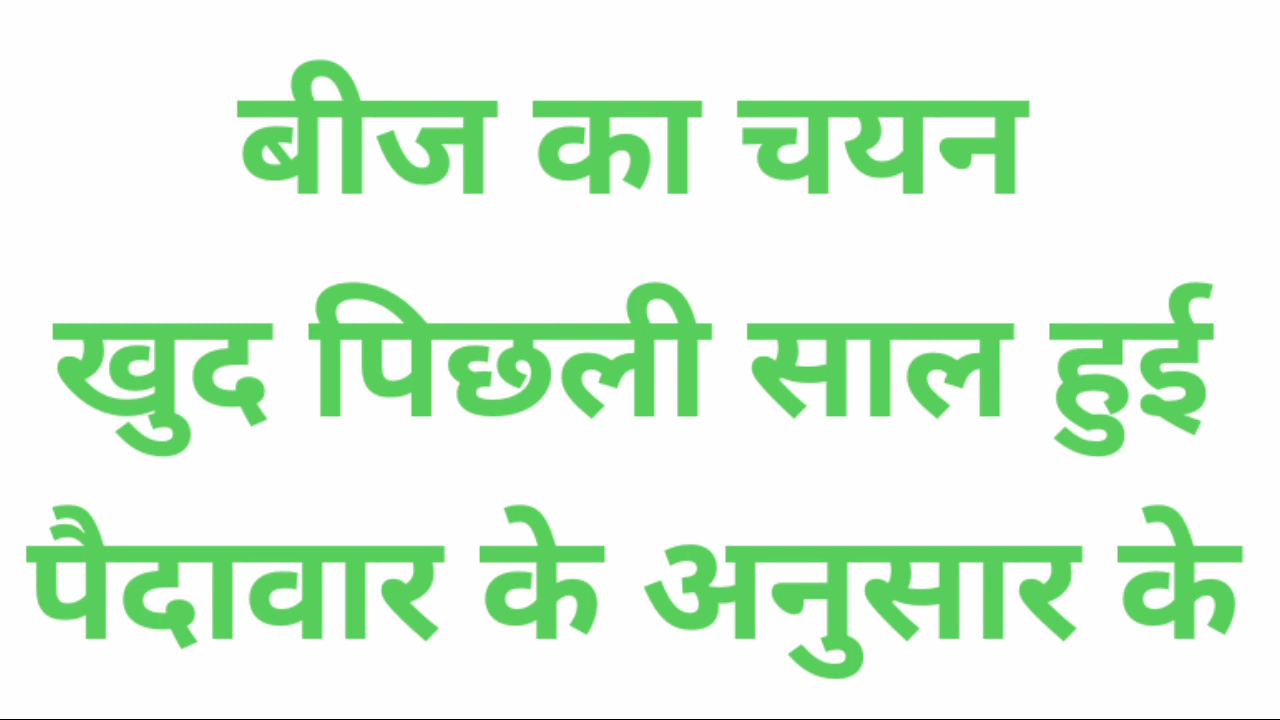 बीज का चयन
खुद पिछली साल हुई
पैदावार के अनुसार के